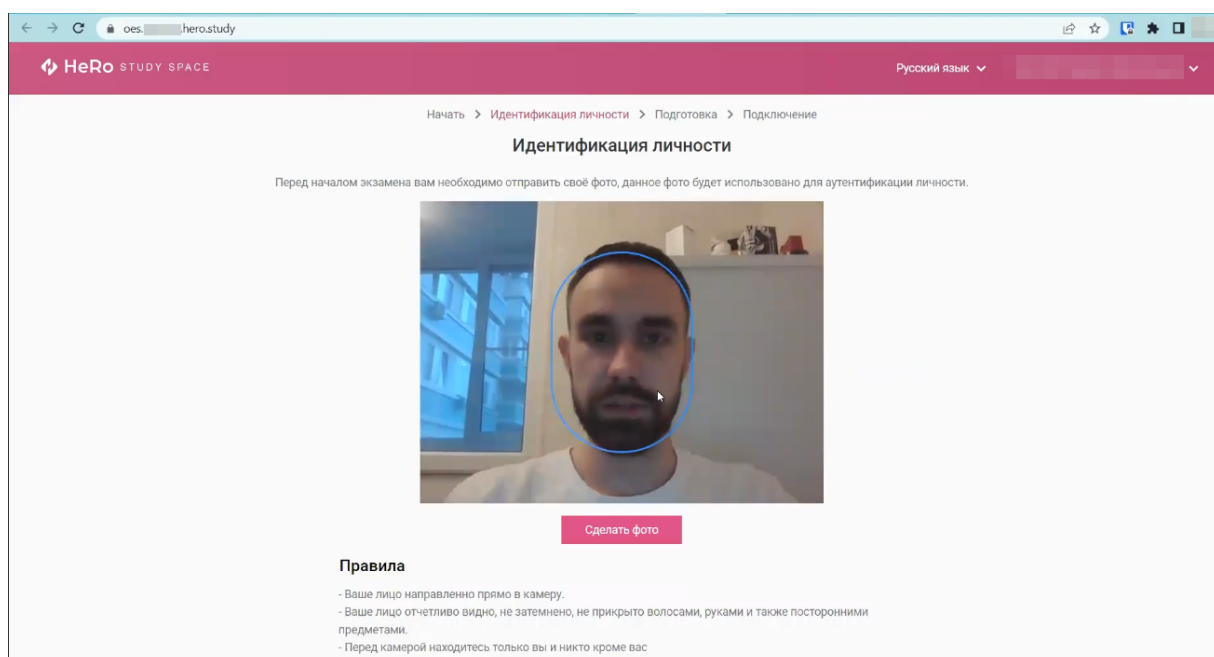 oes. .hero.study
HeRo STUDY SPACE
Русский язык
Начать > Идентификация личности > Подготовка > Подключение
Идентификация личности
Перед началом экзамена вам необходимо отправить своё фото, данное фото будет использовано для аутентификации личности.
Сделать фото
Правила
- Ваше лицо направленно прямо в камеру.
- Ваше лицо отчетливо видно, не затемнено, не прикрыто волосами, руками и также посторонними
предметами.
- Перед камерой находитесь только вы и никто кроме вас